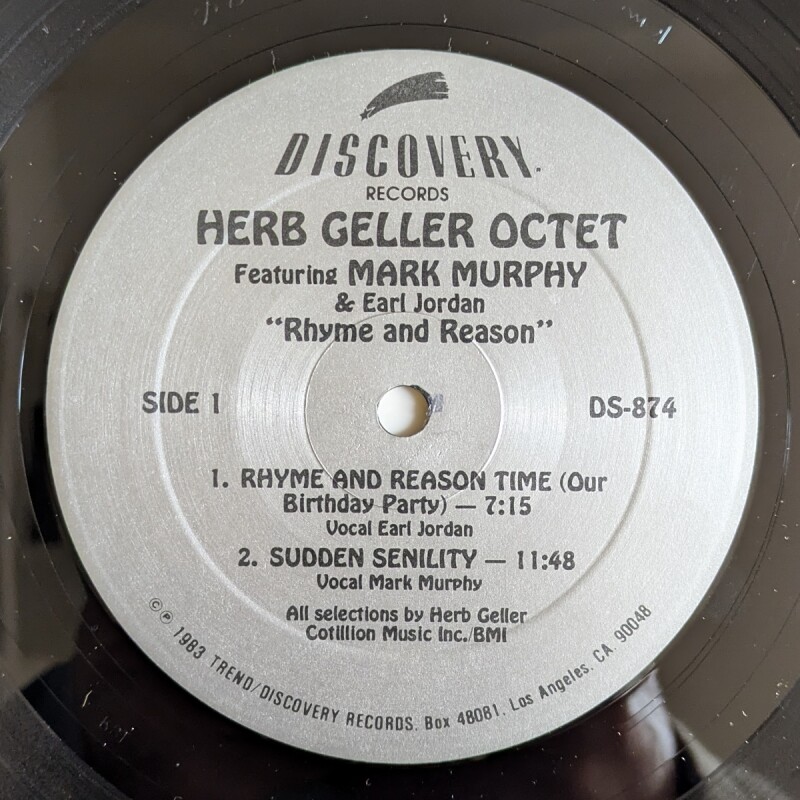 DISCOVERY.
RECORDS
HERB GELLER OCTET
Featuring MARK MURPHY
& Earl Jordan
"Rhyme and Reason"
SIDE 1
DS-874
1. RHYME AND REASON TIME (Our
Birthday Party) — 7:15
Vocal Earl Jordan
2. SUDDEN SENILITY — 11:48
Vocal Mark Murphy
All selections by Herb Geller
Cotillion Music Inc./BMI
©℗ 1983 TREND/DISCOVERY RECORDS. Box 48081. Los Angeles. CA. 90048